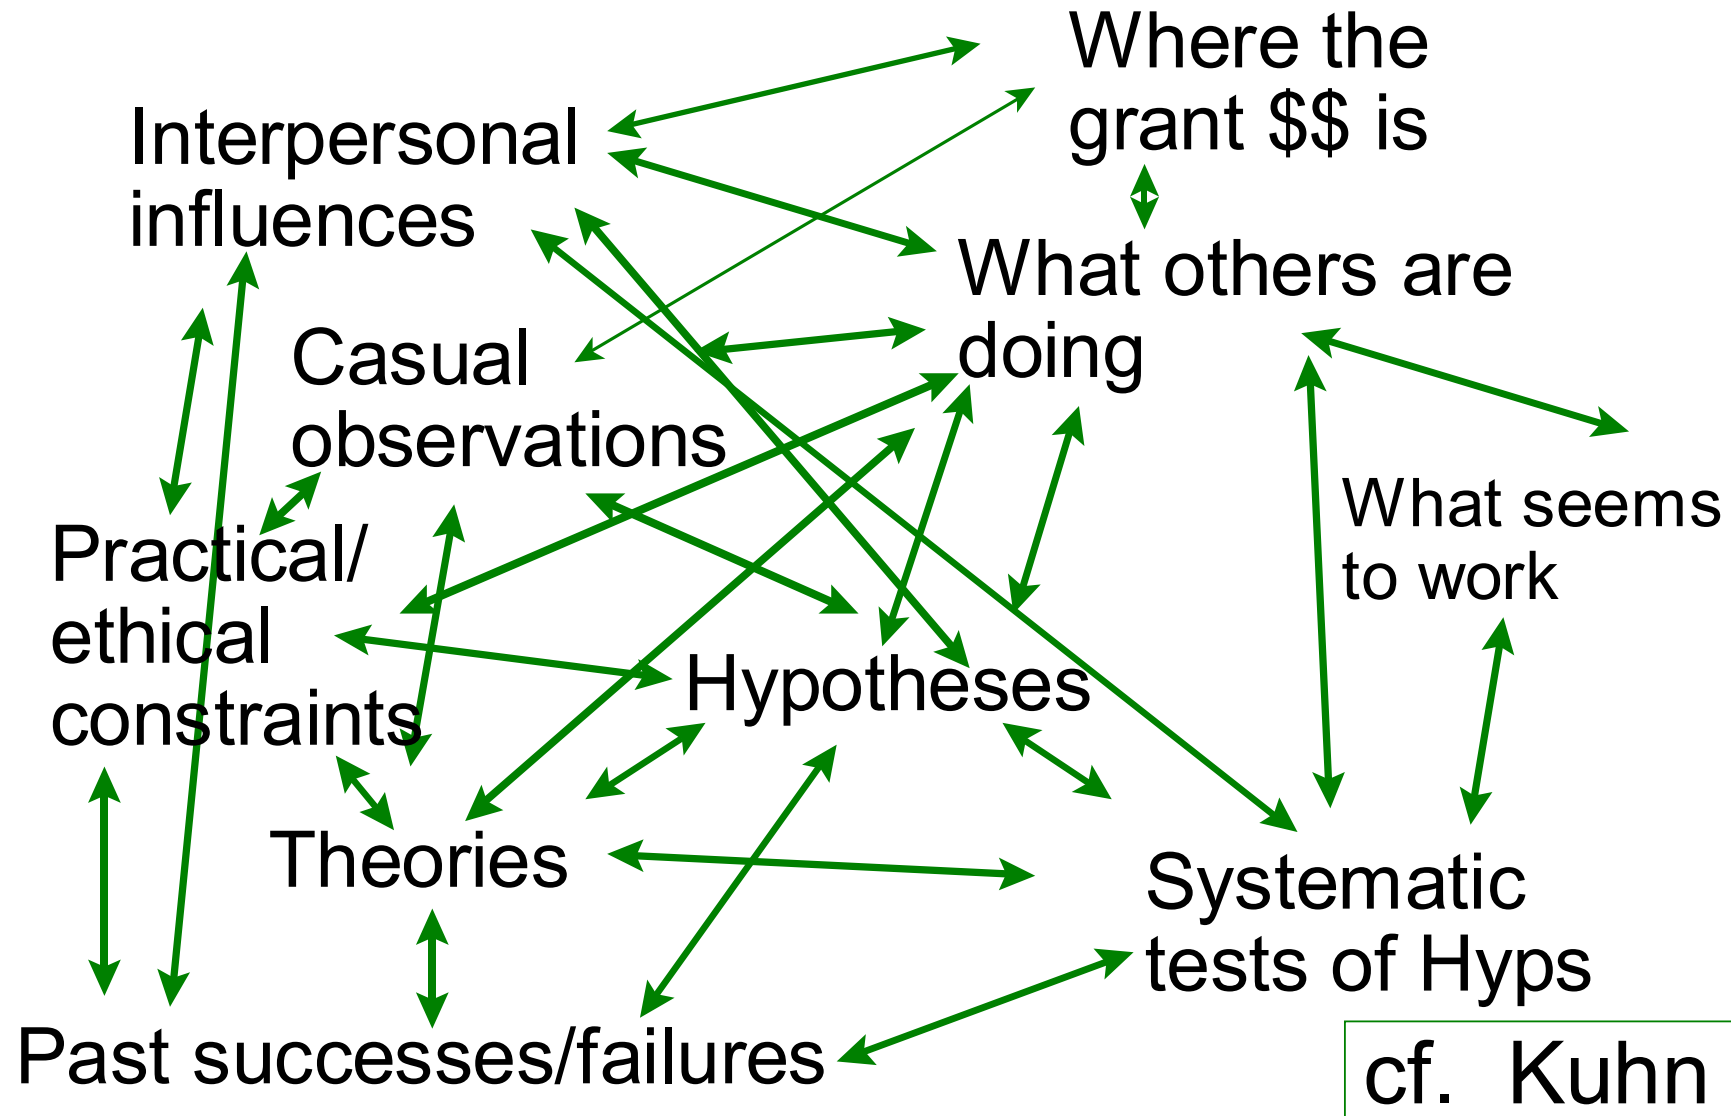 Where the
grant $$ is
Interpersonal
influences
What others are
doing
Casual
observations
What seems
to work
Practical/
ethical
constraints
Hypotheses
Theories
Systematic
tests of Hyps
Past successes/failures
cf. Kuhn